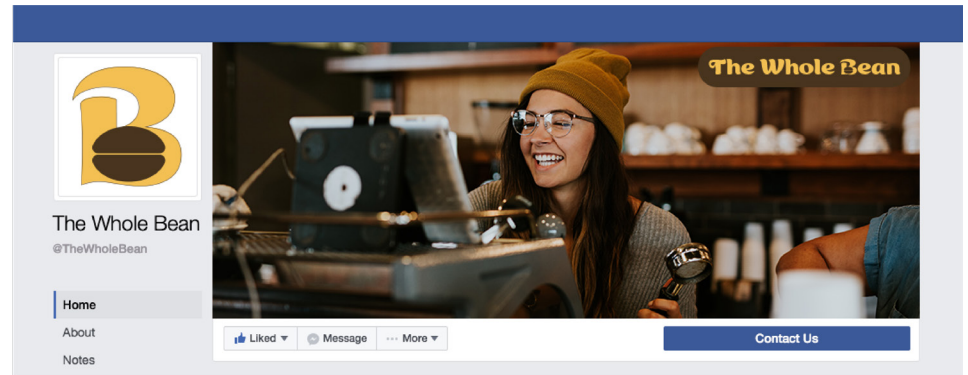 B
The Whole Bean
The Whole Bean
@TheWholeBean
Home
About
Notes
Liked
Message
More
Contact Us